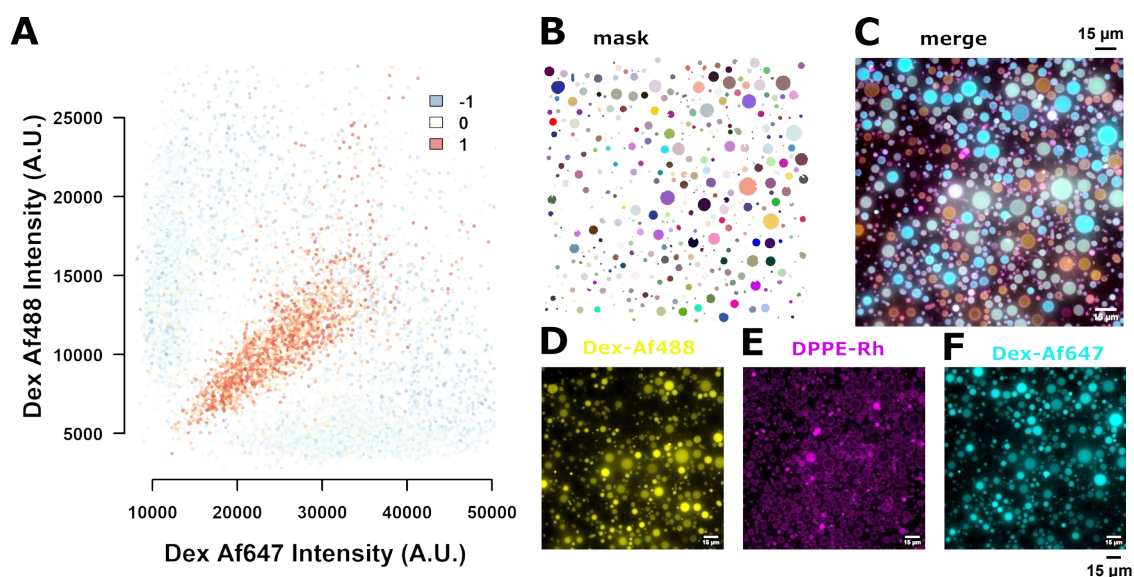 A
Dex Af488 Intensity (A.U.)
25000
20000
15000
10000
5000
-1
0
1
10000 20000 30000 40000 50000
Dex Af647 Intensity (A.U.)
B mask
C merge
15 µm
15 µm
D Dex-Af488
15 µm
E DPPE-Rh
15 µm
F Dex-Af647
15 µm
15 µm